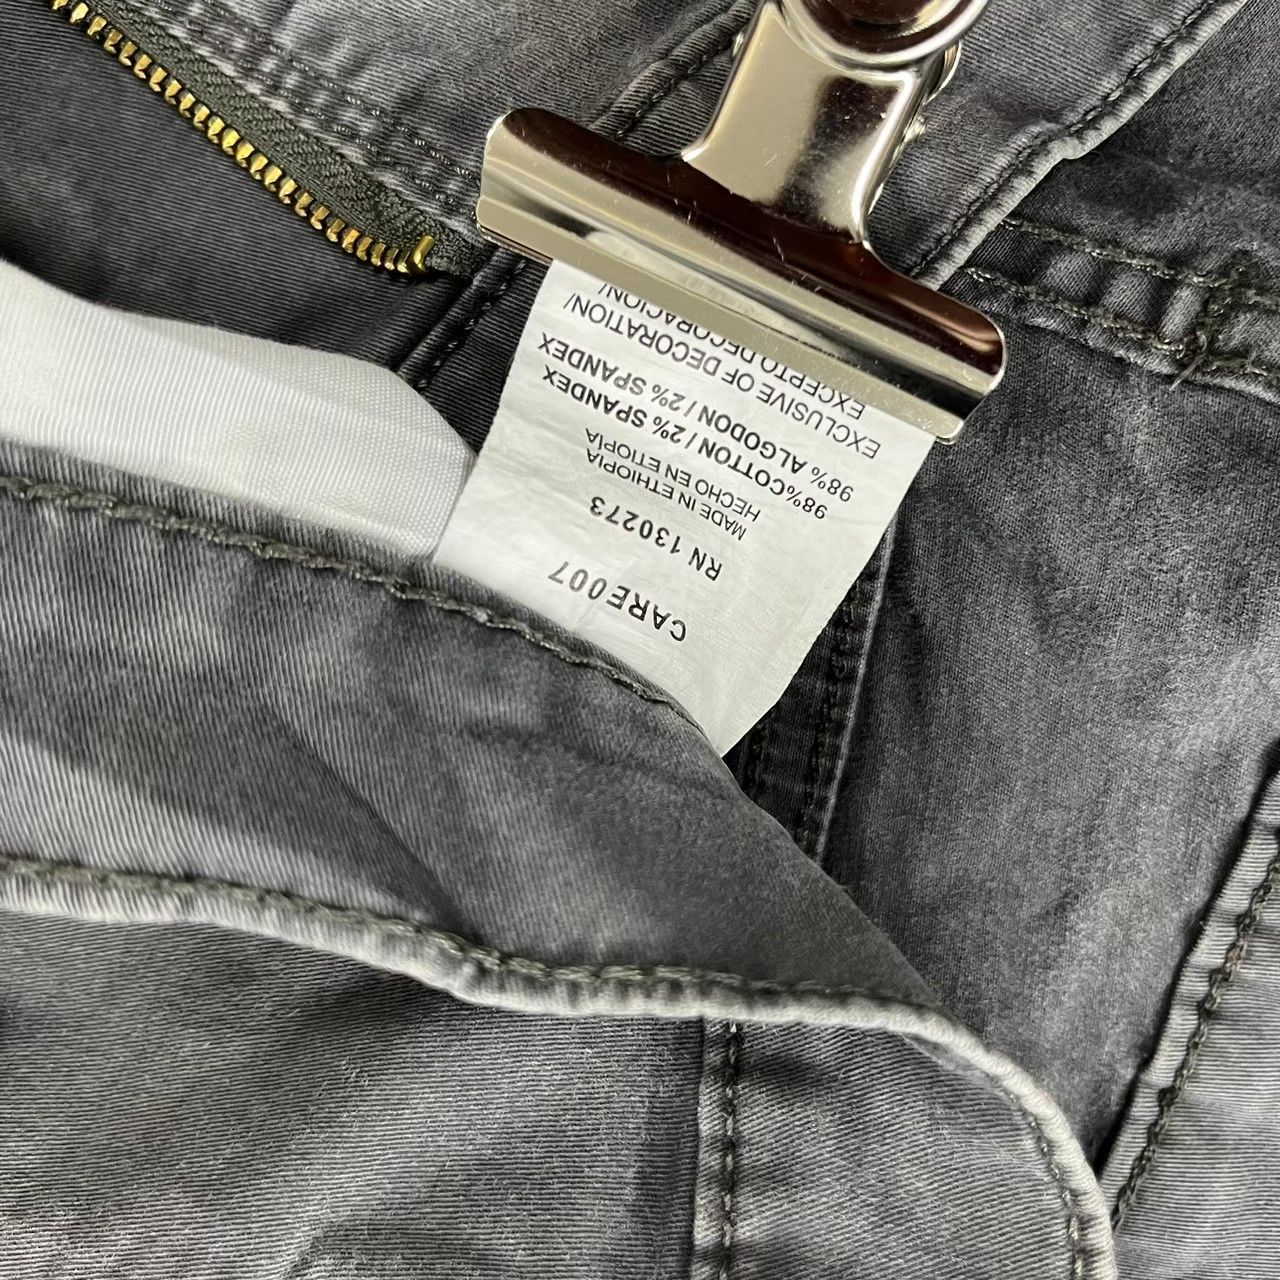 CARE007
RN 130273
MADE IN ETHIOPIA
HECHO EN ETIOPIA
98%COTTON / 2% SPANDEX
98% ALGODON / 2% SPANDEX
EXCLUSIVE OF DECORATION/
EXCEPTO DECORACION/